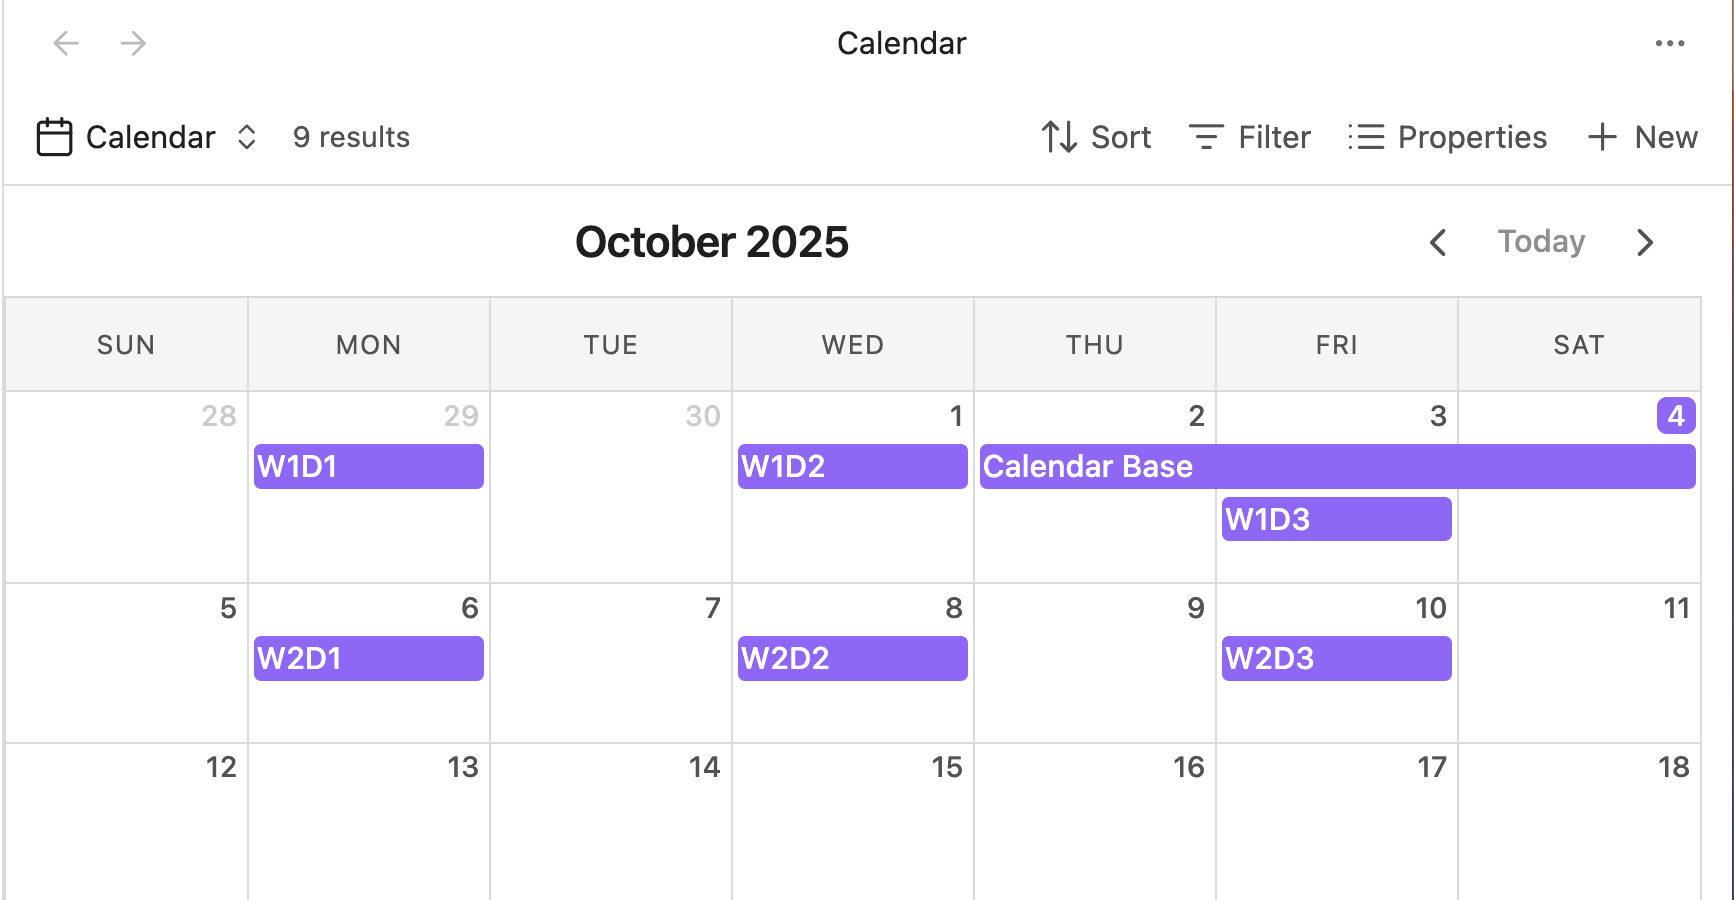 Calendar
Calendar 9 results Sort Filter Properties New
October 2025 Today
SUN MON TUE WED THU FRI SAT
28 29 30 1 2 3 4
W1D1 W1D2 Calendar Base
W1D3
5 6 7 8 9 10 11
W2D1 W2D2 W2D3
12 13 14 15 16 17 18